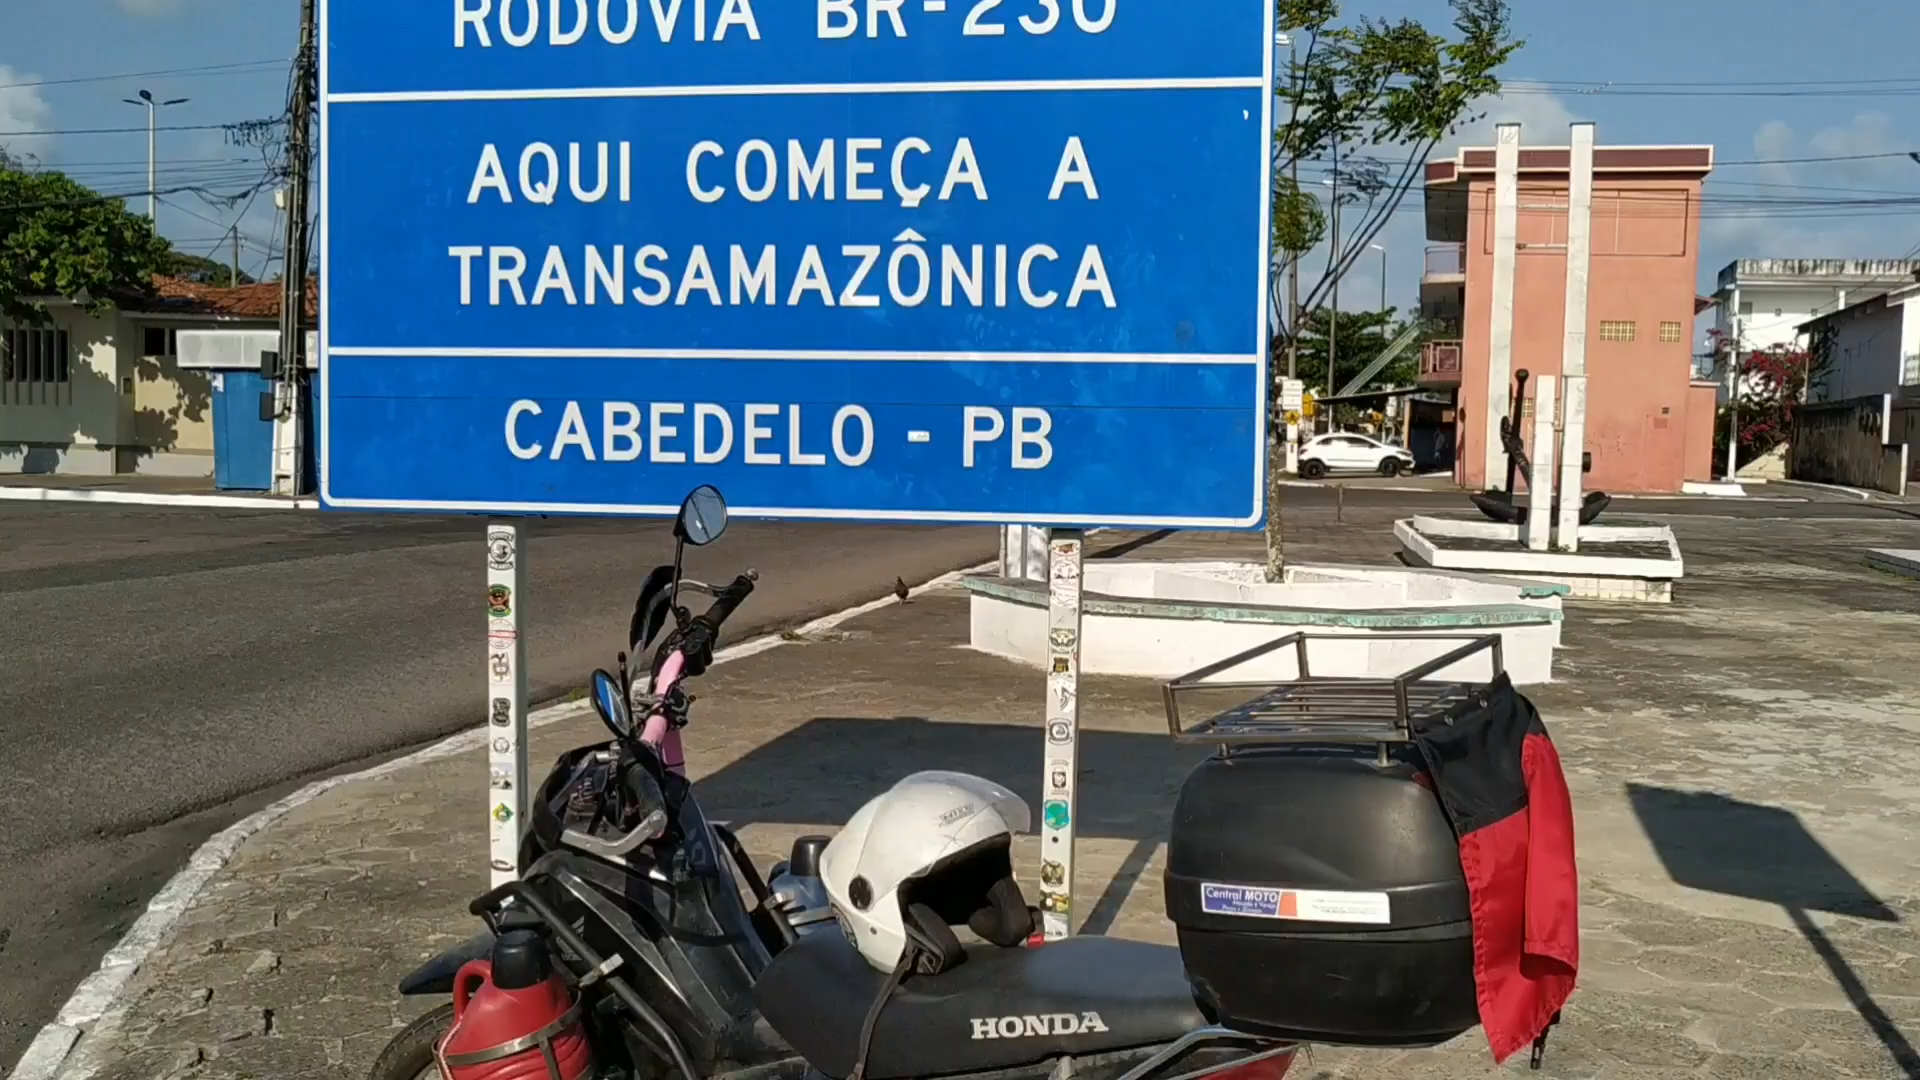 RODOVIA BR-230
AQUI COMEÇA A
TRANSAMAZÔNICA
CABEDELO - PB
Central MOTO
HONDA